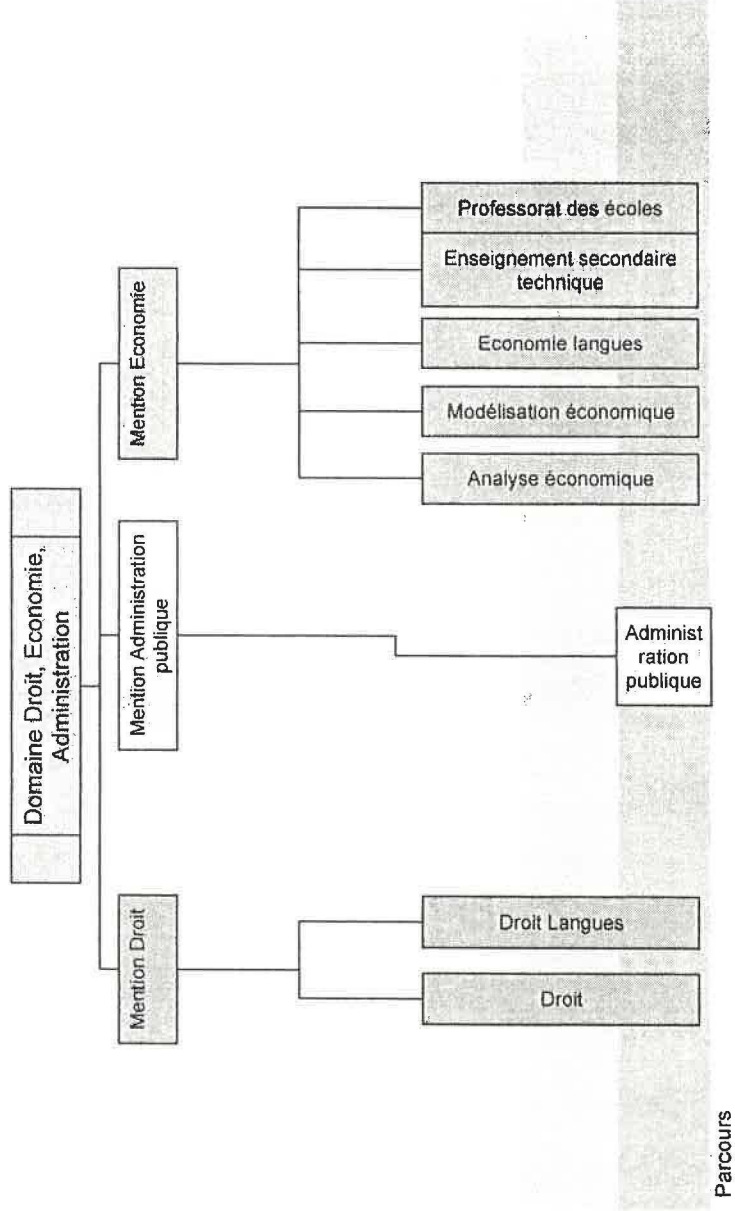 Domaine Droit, Economie,
Administration
Mention Droit
Mention Administration
publique
Mention Economie
Droit
Droit Langues
Administ
ration
publique
Analyse économique
Modélisation économique
Economie langues
Enseignement secondaire
technique
Professorat des écoles
Parcours